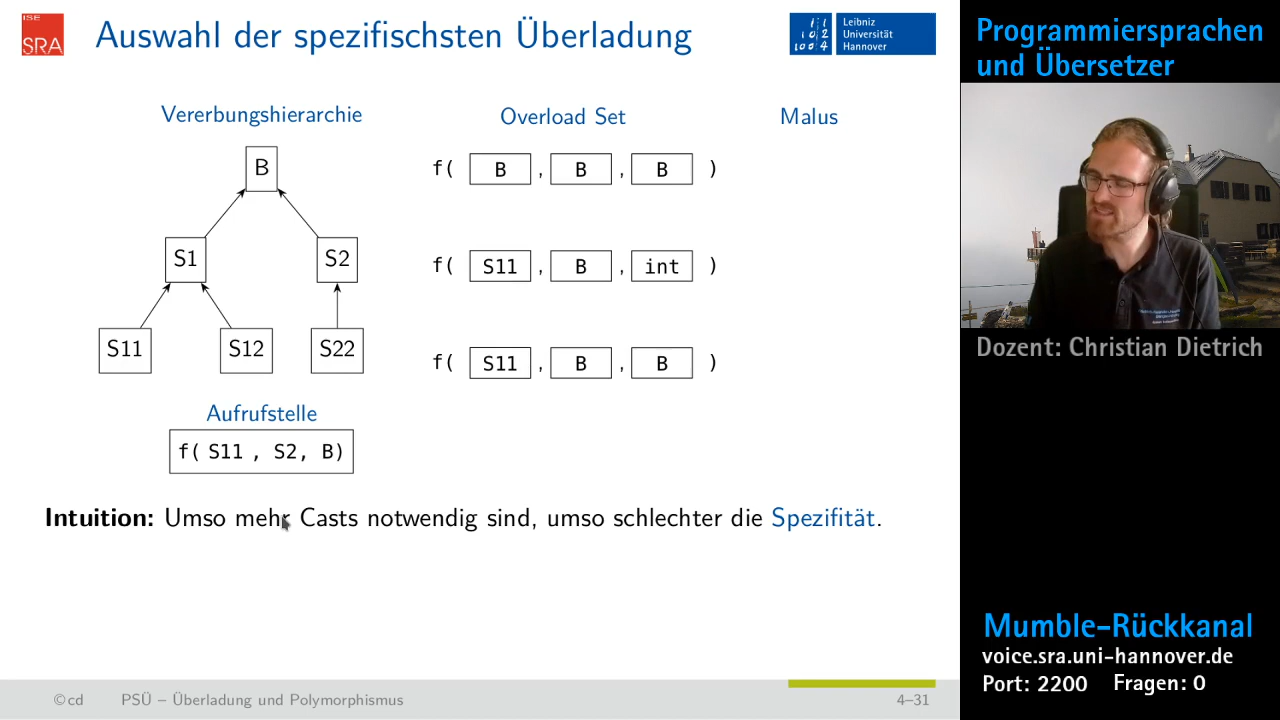 ISE
SRA
Auswahl der spezifischsten Überladung
Leibniz
Universität
Hannover
Vererbungshierarchie
Overload Set
Malus
B
S1
S2
S11
S12
S22
f( B , B , B )
f( S11 , B , int )
f( S11 , B , B )
Aufrufstelle
f( S11 , S2, B)
Intuition: Umso mehr Casts notwendig sind, umso schlechter die Spezifität.
©cd
PSÜ – Überladung und Polymorphismus
4–31
Programmiersprachen
und Übersetzer
Dozent: Christian Dietrich
Mumble-Rückkanal
voice.sra.uni-hannover.de
Port: 2200 Fragen: 0